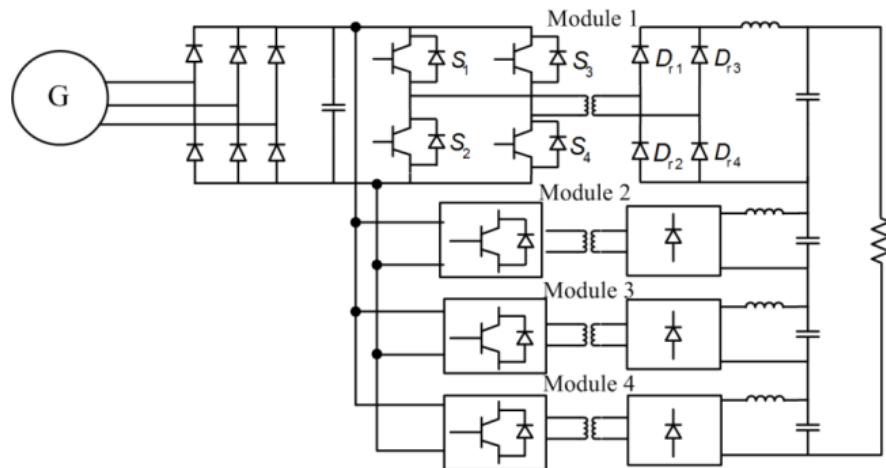 Module 1
G
S1
S3
Dr1
Dr3
S2
S4
Dr2
Dr4
Module 2
Module 3
Module 4